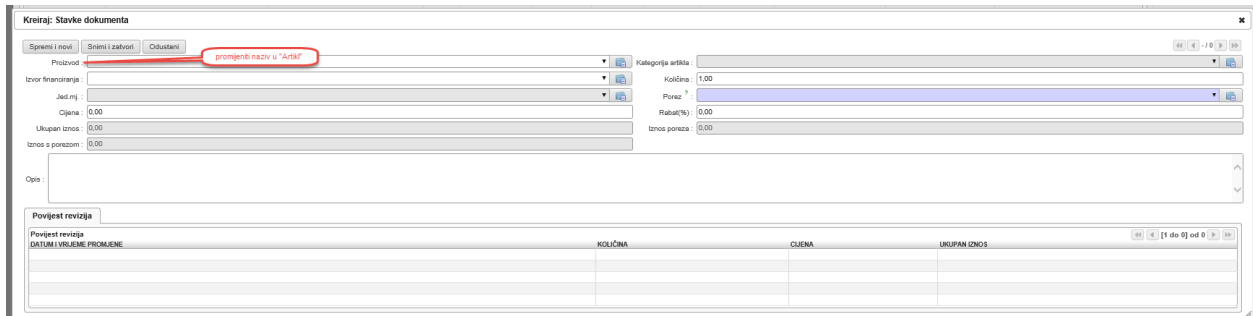 Kreiraj: Stavke dokumenta
Spremi i novi Snimi i zatvori Odustani - / 0
promjeniti naziv u "Artikl"
Proizvod : Kategorija artikla :
Izvor financiranja : Količina : 1,00
Jed.mj. : Porez ? :
Cijena : 0,00 Rabat(%) : 0,00
Ukupan iznos : 0,00 Iznos poreza : 0,00
Iznos s porezom : 0,00
Opis :
Povijest revizija
Povijest revizija [1 do 0] od 0
DATUM I VRIJEME PROMJENE KOLIČINA CIJENA UKUPAN IZNOS